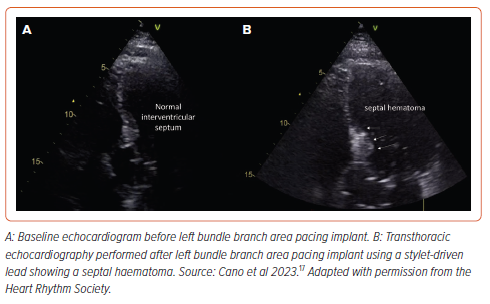 A
V
5
10
15
Normal
interventricular
septum
B
V
5
10
15
septal hematoma
A: Baseline echocardiogram before left bundle branch area pacing implant. B: Transthoracic
echocardiography performed after left bundle branch area pacing implant using a stylet-driven
lead showing a septal haematoma. Source: Cano et al 2023.¹⁷ Adapted with permission from the
Heart Rhythm Society.